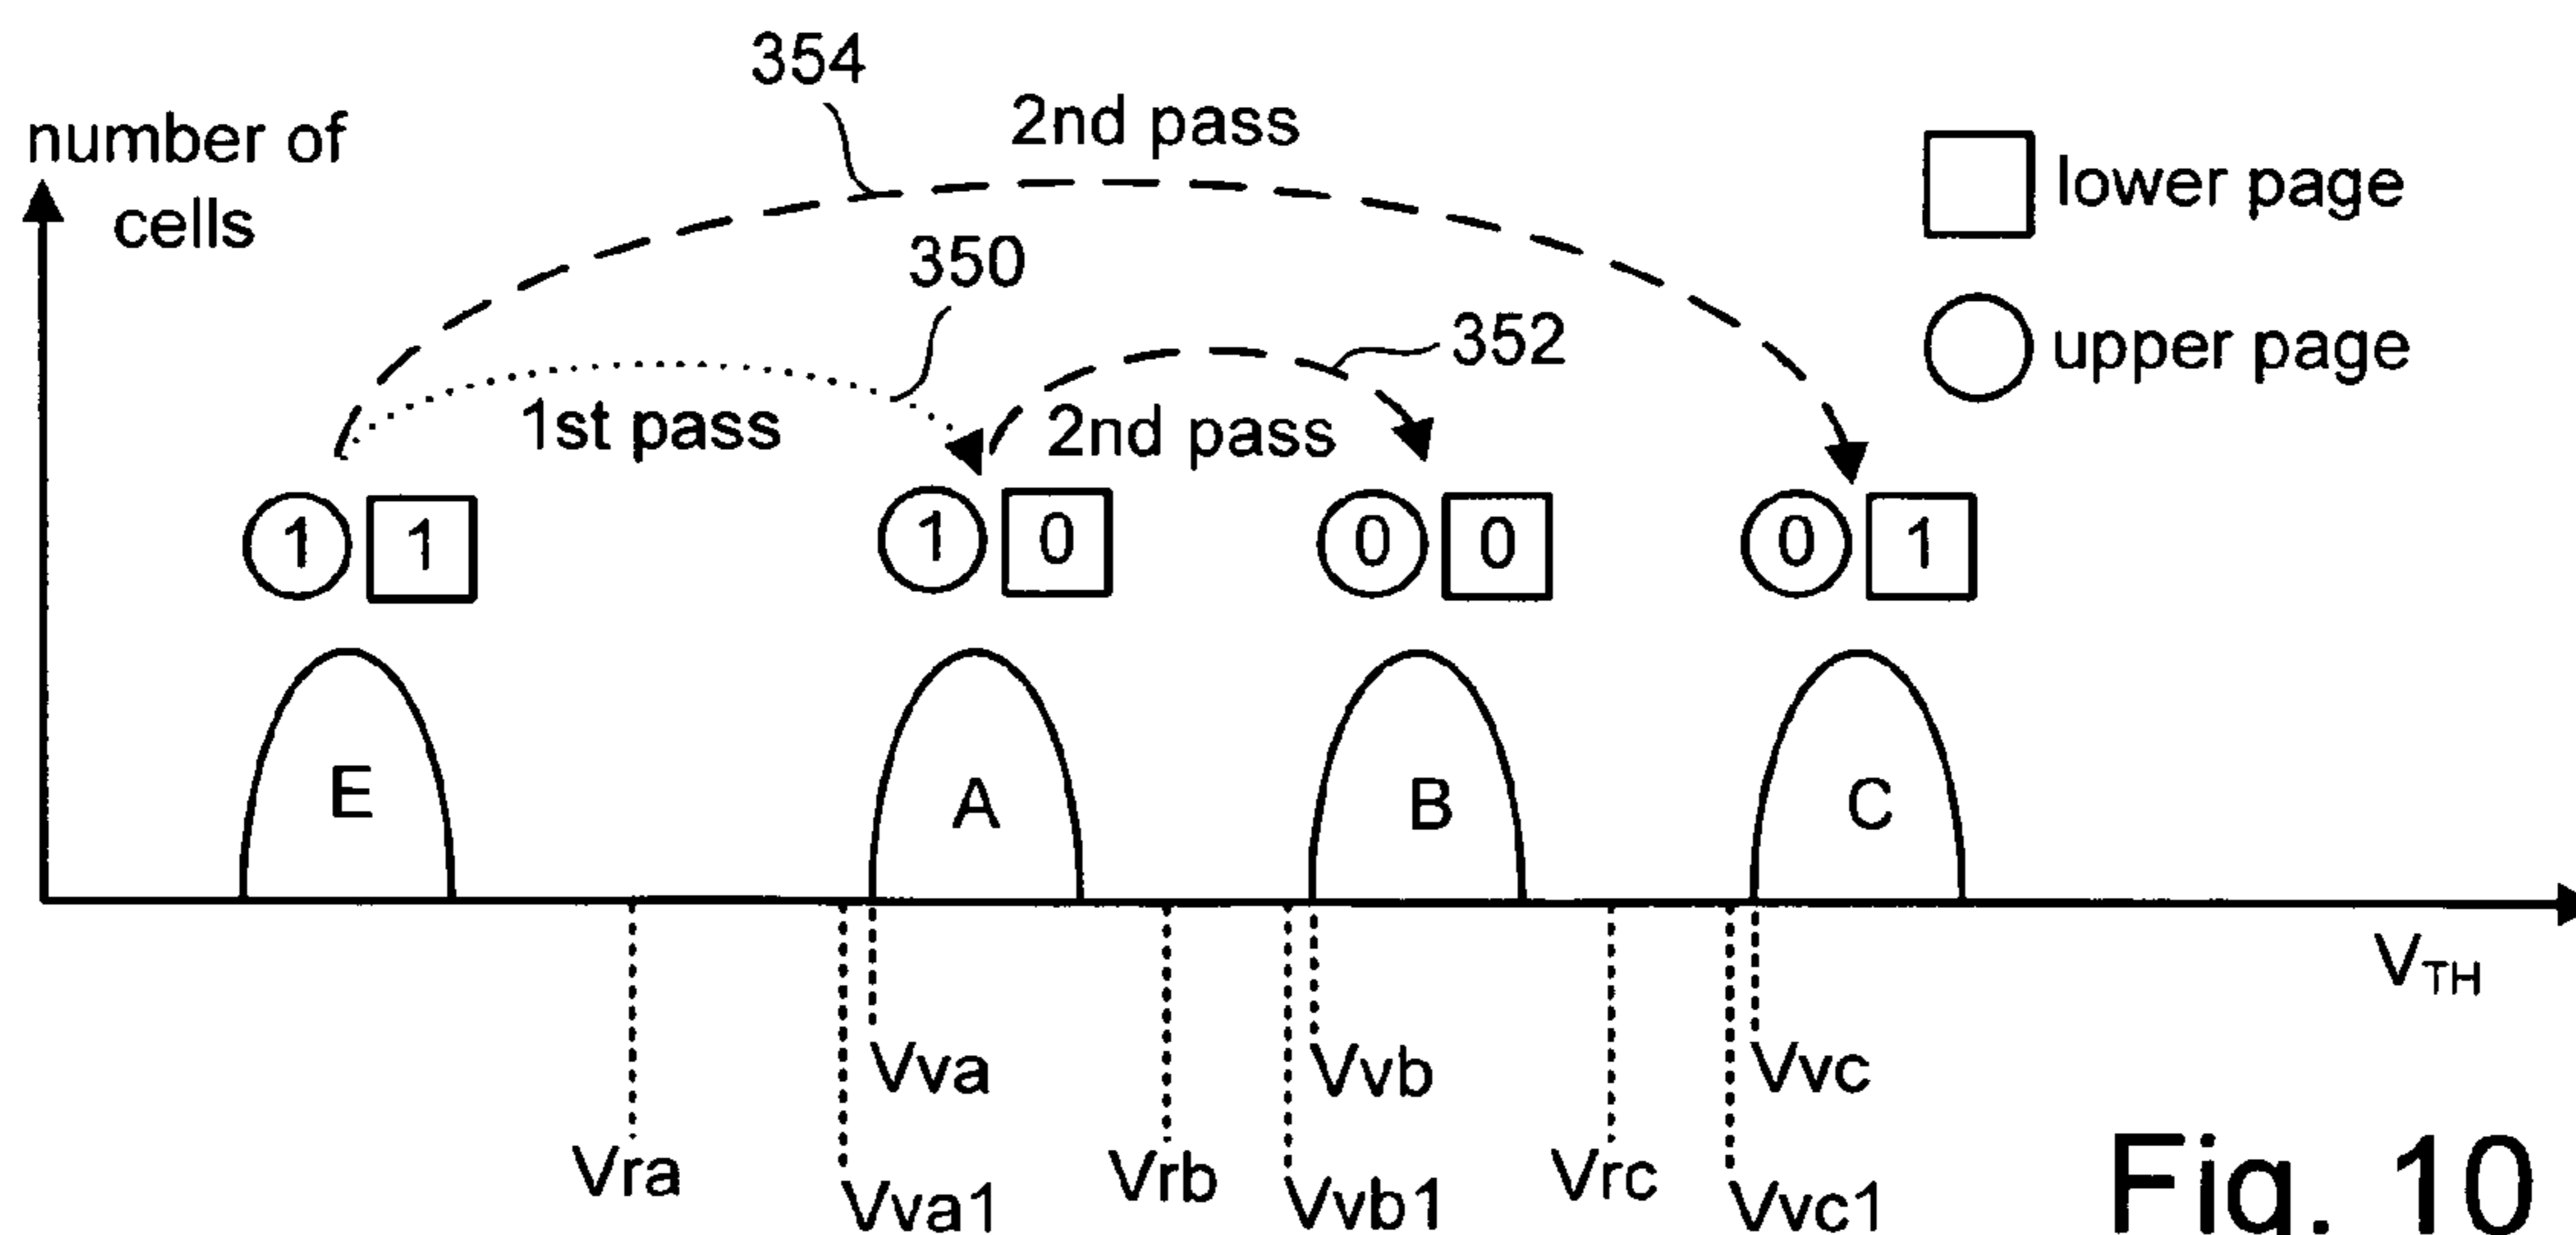 354
2nd pass
number of
cells
lower page
350
352
upper page
1st pass
2nd pass
1 1 1 0 0 0 0 1
E A B C
V_TH
Vva Vvb Vvc
Vra Vrb Vrc
Vva1 Vvb1 Vvc1
Fig. 10